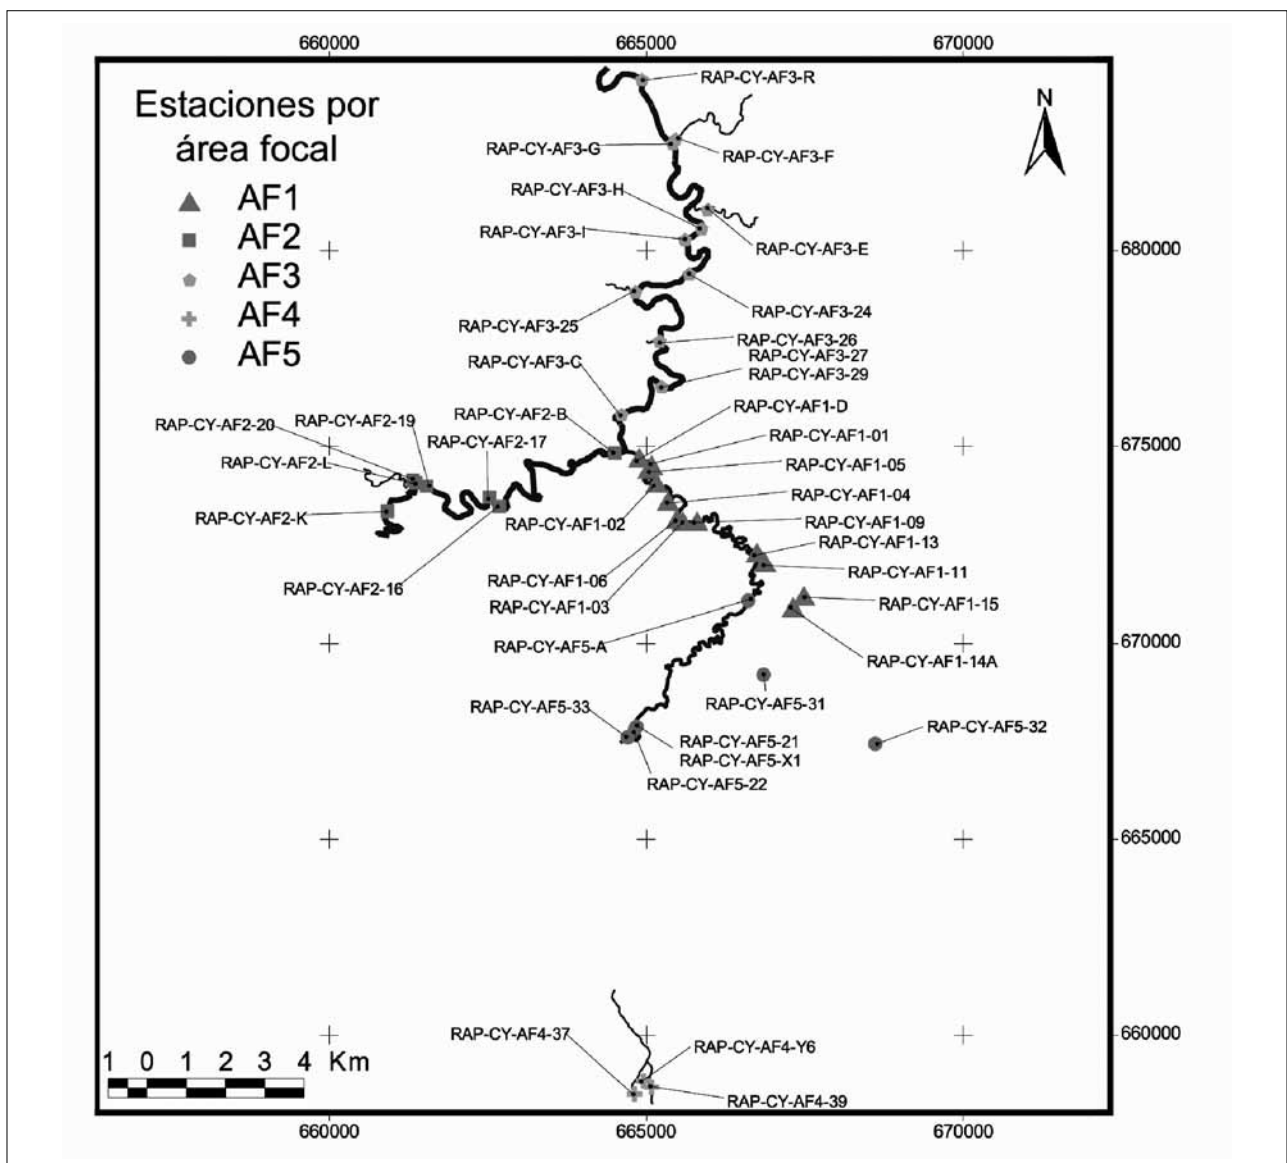 660000
665000
670000
Estaciones por
área focal
AF1
AF2
AF3
AF4
AF5
N
RAP-CY-AF3-R
RAP-CY-AF3-G
RAP-CY-AF3-F
RAP-CY-AF3-H
RAP-CY-AF3-I
RAP-CY-AF3-E
680000
RAP-CY-AF3-24
RAP-CY-AF3-25
RAP-CY-AF3-26
RAP-CY-AF3-27
RAP-CY-AF3-29
RAP-CY-AF3-C
RAP-CY-AF2-B
RAP-CY-AF1-D
RAP-CY-AF2-19
RAP-CY-AF2-20
RAP-CY-AF2-17
RAP-CY-AF1-01
675000
RAP-CY-AF2-L
RAP-CY-AF1-05
RAP-CY-AF1-04
RAP-CY-AF2-K
RAP-CY-AF1-02
RAP-CY-AF1-09
RAP-CY-AF1-13
RAP-CY-AF1-11
RAP-CY-AF2-16
RAP-CY-AF1-06
RAP-CY-AF1-03
RAP-CY-AF1-15
RAP-CY-AF5-A
670000
RAP-CY-AF1-14A
RAP-CY-AF5-31
RAP-CY-AF5-33
RAP-CY-AF5-32
RAP-CY-AF5-21
RAP-CY-AF5-X1
RAP-CY-AF5-22
665000
RAP-CY-AF4-37
660000
RAP-CY-AF4-Y6
RAP-CY-AF4-39
1 0 1 2 3 4 Km
660000
665000
670000